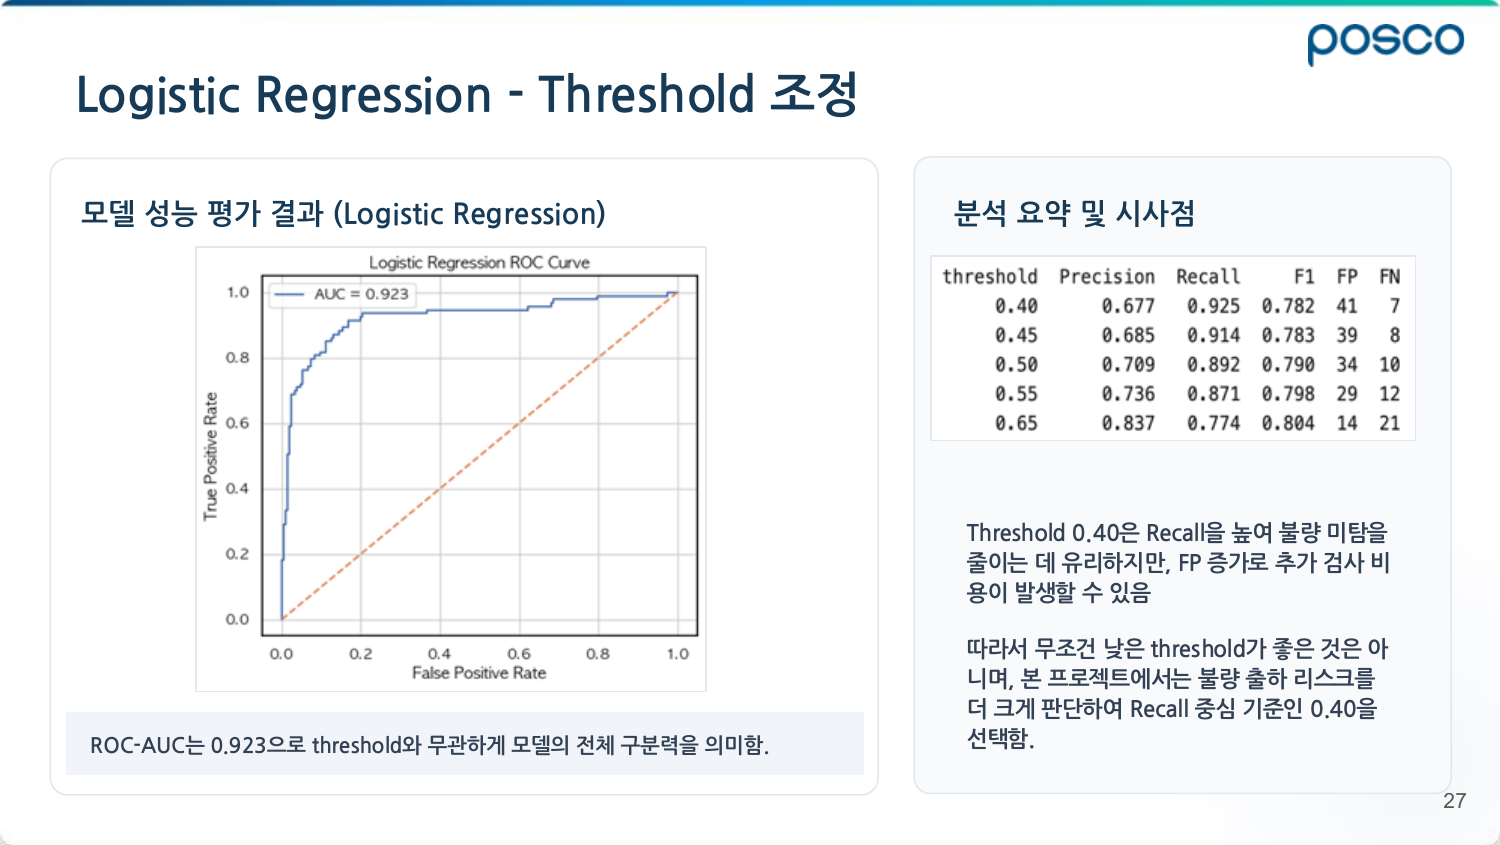 posco
Logistic Regression - Threshold 조정
모델 성능 평가 결과 (Logistic Regression)
Logistic Regression ROC Curve
AUC = 0.923
1.0
0.8
0.6
0.4
0.2
0.0
True Positive Rate
0.0 0.2 0.4 0.6 0.8 1.0
False Positive Rate
ROC-AUC는 0.923으로 threshold와 무관하게 모델의 전체 구분력을 의미함.
분석 요약 및 시사점
threshold Precision Recall F1 FP FN
0.40 0.677 0.925 0.782 41 7
0.45 0.685 0.914 0.783 39 8
0.50 0.709 0.892 0.790 34 10
0.55 0.736 0.871 0.798 29 12
0.65 0.837 0.774 0.804 14 21
Threshold 0.40은 Recall을 높여 불량 미탐을
줄이는 데 유리하지만, FP 증가로 추가 검사 비
용이 발생할 수 있음
따라서 무조건 낮은 threshold가 좋은 것은 아
니며, 본 프로젝트에서는 불량 출하 리스크를
더 크게 판단하여 Recall 중심 기준인 0.40을
선택함.
27